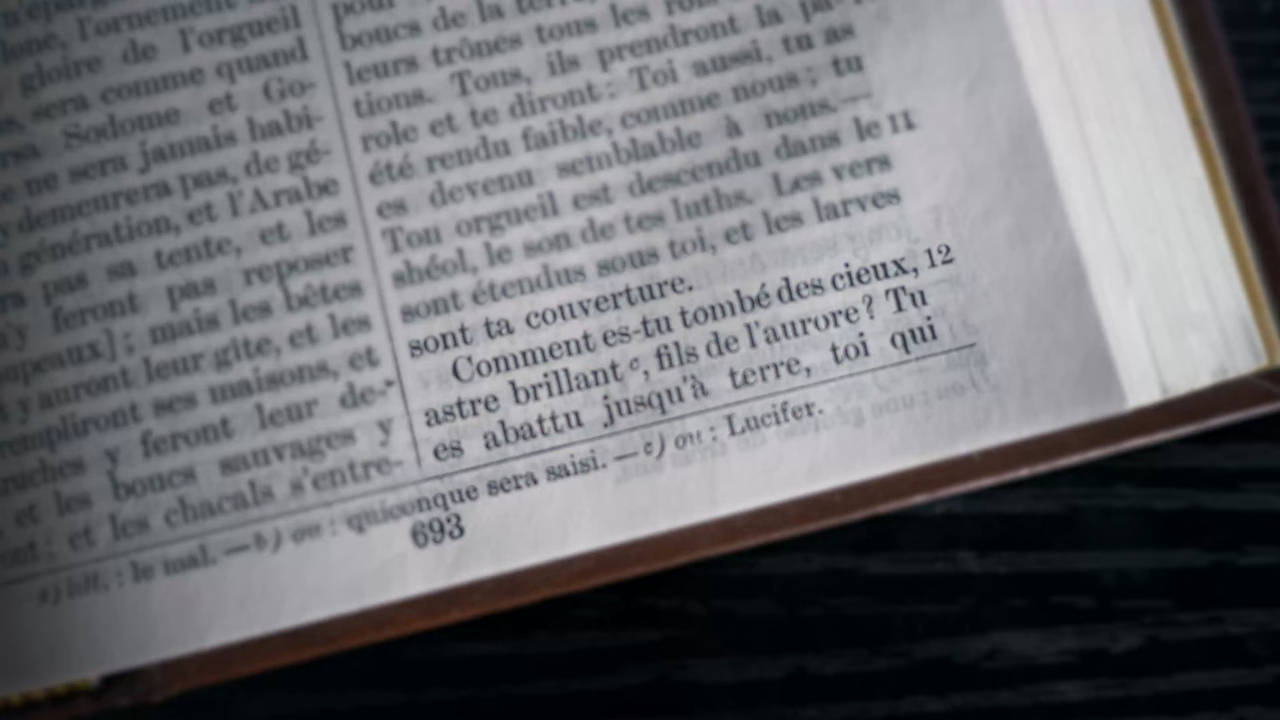 l'ornement
gloire de l'orgueil
sera comme quand
Sodome et Go-
ne sera jamais habi-
demeurera pas, de gé-
génération, et l'Arabe
pas sa tente, et les
y feront pas reposer
mais les bêtes
y auront leur gîte, et les
rempliront ses maisons, et
y feront leur de-
et les boucs sauvages y
et les chacals s'entre-
boucs de la
leurs trônes tous les
tions. Tous, ils prendront la pa-
role et te diront: Toi aussi, tu as
été rendu faible, comme nous; tu
es devenu semblable à nous.—
Ton orgueil est descendu dans le 11
shéol, le son de tes luths. Les vers
sont étendus sous toi, et les larves
sont ta couverture.
Comment es-tu tombé des cieux, 12
astre brillant c, fils de l'aurore? Tu
es abattu jusqu'à terre, toi qui
a) litt. : le mal. — b) ou : quiconque sera saisi. — c) ou : Lucifer.
693